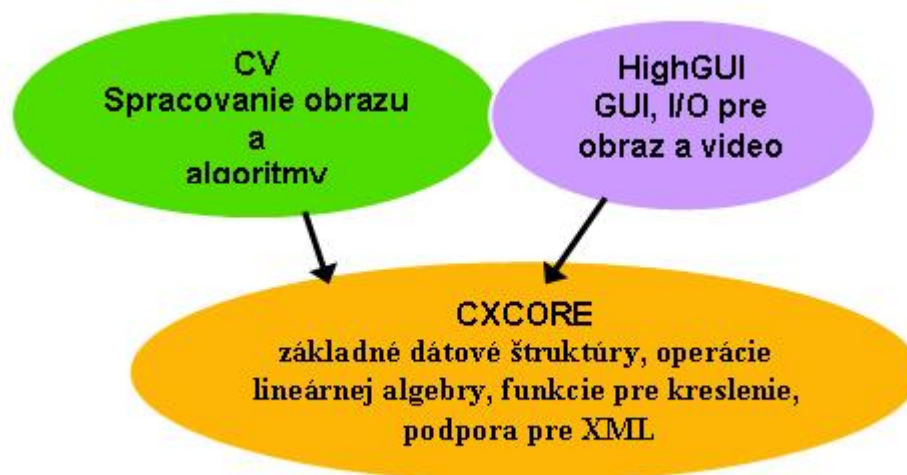 CV
Spracovanie obrazu
a
algoritmy
HighGUI
GUI, I/O pre
obraz a video
CXCORE
základné dátové štruktúry, operácie
lineárnej algebry, funkcie pre kreslenie,
podpora pre XML